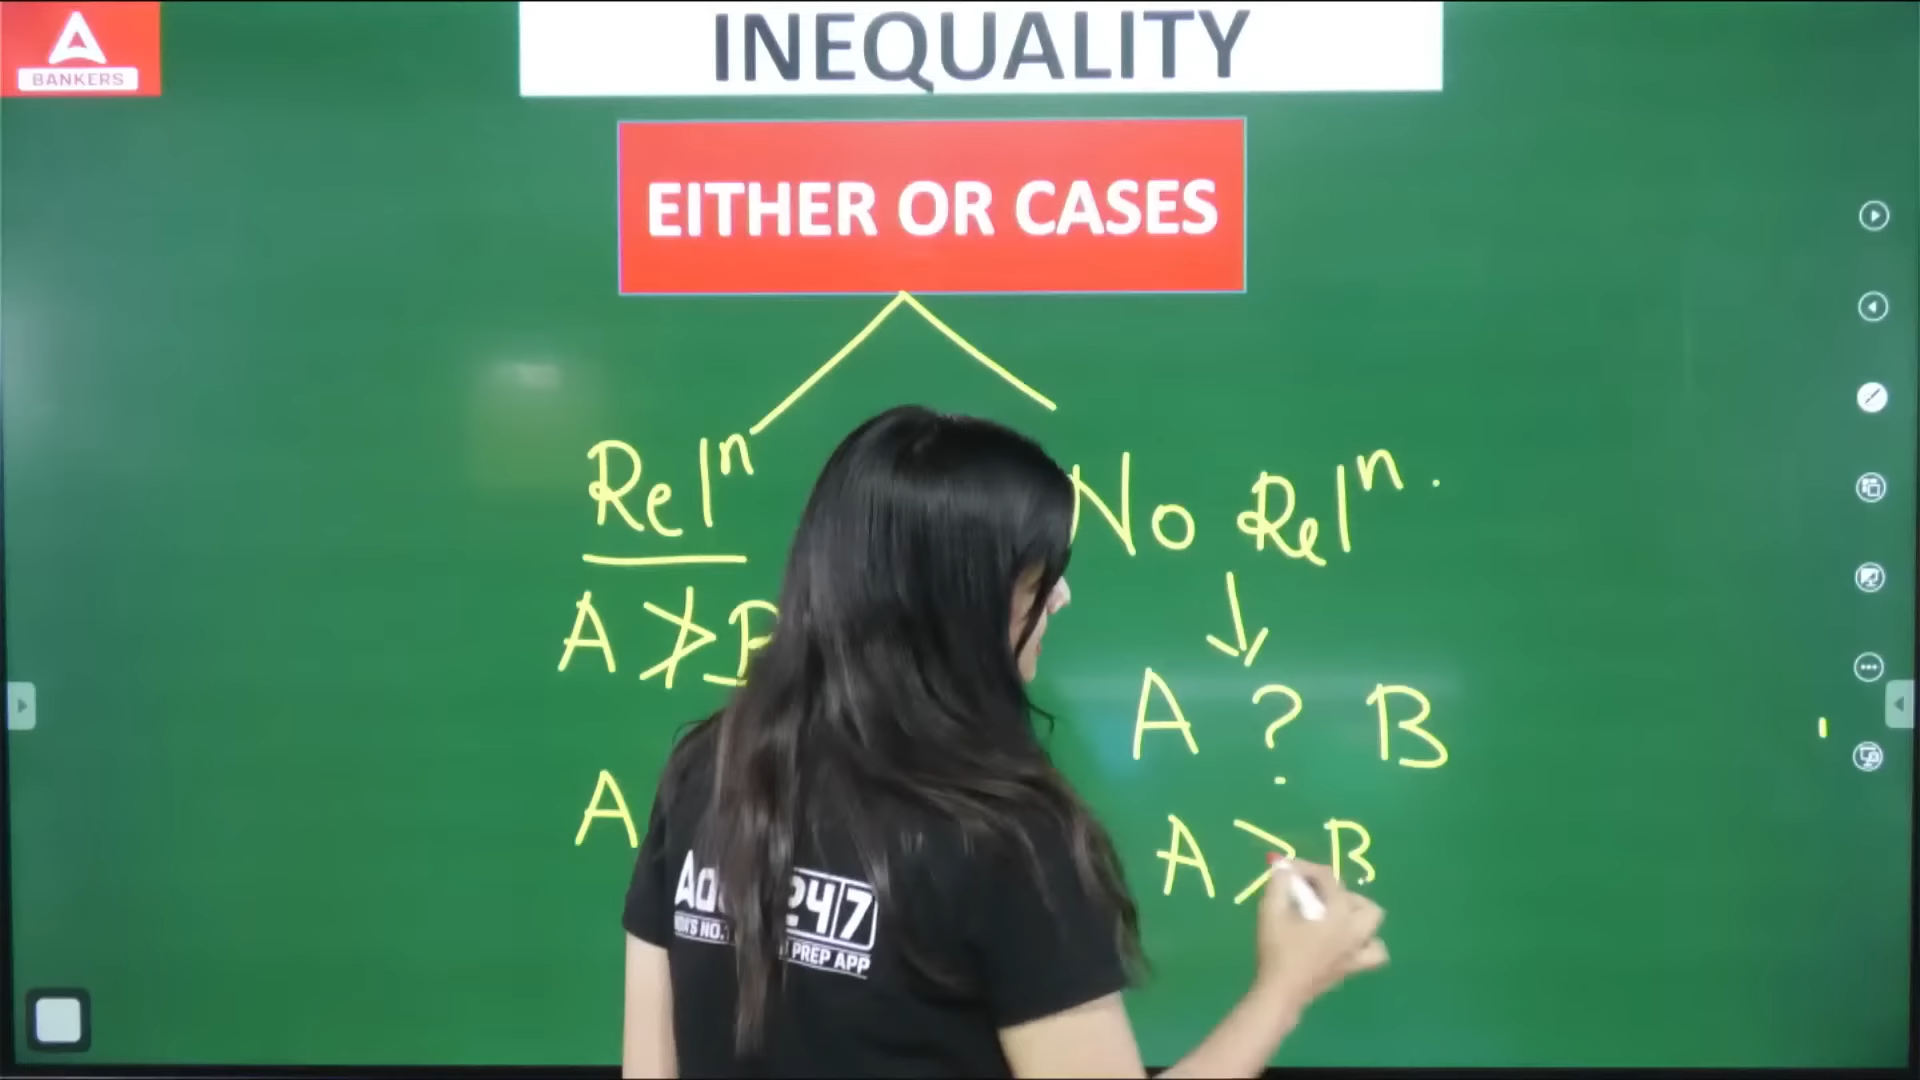 BANKERS
INEQUALITY
EITHER OR CASES
Relⁿ
No Relⁿ.
A ≯ B
A ? B
A
A > B
247
PREP APP